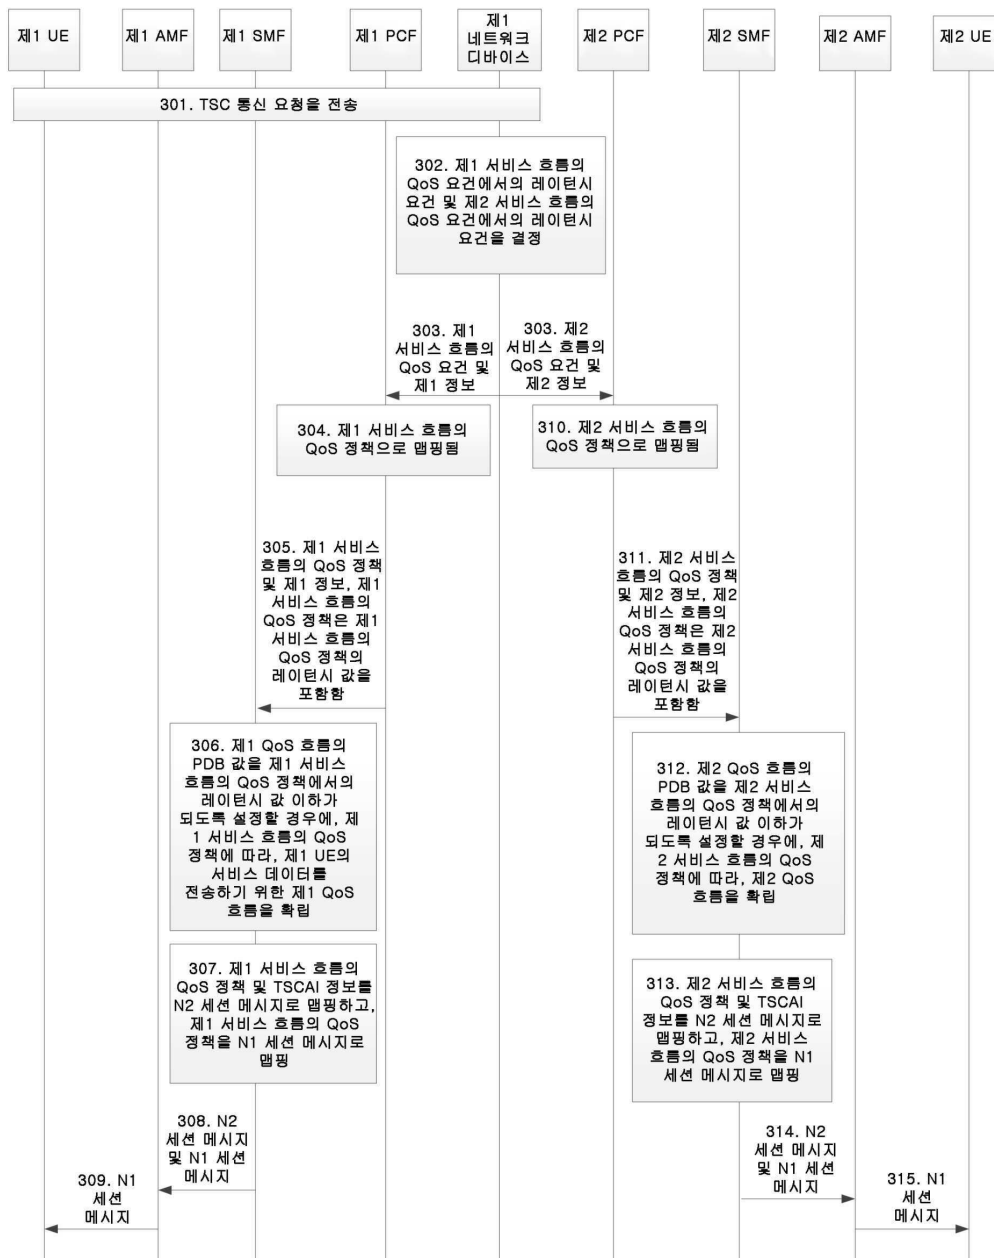 제1 UE
제1 AMF
제1 SMF
제1 PCF
제1
네트워크
디바이스
제2 PCF
제2 SMF
제2 AMF
제2 UE
301. TSC 통신 요청을 전송
302. 제1 서비스 흐름의
QoS 요건에서의 레이턴시
요건 및 제2 서비스 흐름의
QoS 요건에서의 레이턴시
요건을 결정
303. 제1
서비스 흐름의
QoS 요건 및
제1 정보
303. 제2
서비스 흐름의
QoS 요건 및
제2 정보
304. 제1 서비스 흐름의
QoS 정책으로 맵핑됨
310. 제2 서비스 흐름의
QoS 정책으로 맵핑됨
305. 제1 서비스
흐름의 QoS 정책
및 제1 정보, 제1
서비스 흐름의
QoS 정책은 제1
서비스 흐름의
QoS 정책의
레이턴시 값을
포함함
311. 제2 서비스
흐름의 QoS 정책
및 제2 정보, 제2
서비스 흐름의
QoS 정책은 제2
서비스 흐름의
QoS 정책의
레이턴시 값을
포함함
306. 제1 QoS 흐름의
PDB 값을 제1 서비스
흐름의 QoS 정책에서의
레이턴시 값 이하가
되도록 설정할 경우에, 제
1 서비스 흐름의 QoS
정책에 따라, 제1 UE의
서비스 데이터를
전송하기 위한 제1 QoS
흐름을 확립
312. 제2 QoS 흐름의
PDB 값을 제2 서비스
흐름의 QoS 정책에서의
레이턴시 값 이하가
되도록 설정할 경우에, 제
2 서비스 흐름의 QoS
정책에 따라, 제2 QoS
흐름을 확립
307. 제1 서비스 흐름의
QoS 정책 및 TSCAI 정보를
N2 세션 메시지로 맵핑하고,
제1 서비스 흐름의 QoS
정책을 N1 세션 메시지로
맵핑
313. 제2 서비스 흐름의
QoS 정책 및 TSCAI
정보를 N2 세션 메시지로
맵핑하고, 제2 서비스
흐름의 QoS 정책을 N1
세션 메시지로 맵핑
308. N2
세션 메시지
및 N1 세션
메시지
314. N2
세션 메시지
및 N1 세션
메시지
309. N1
세션
메시지
315. N1
세션
메시지